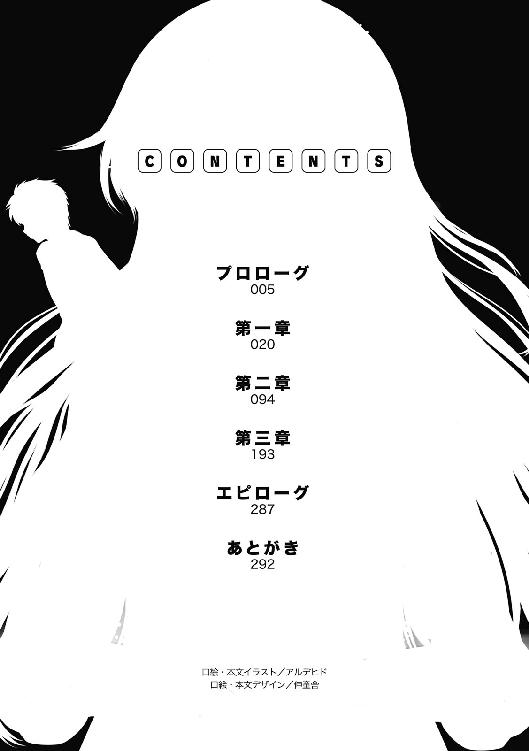 CONTENTS
プロローグ
005
第一章
020
第二章
094
第三章
193
エピローグ
287
あとがき
292
口絵・本文イラスト／アルデヒド
口絵・本文デザイン／伸童舎